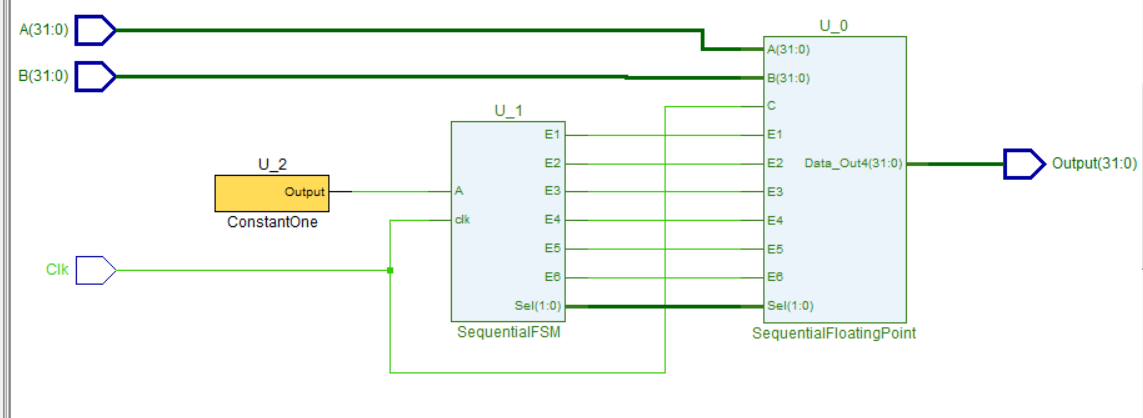 A(31:0)
B(31:0)
U_0
A(31:0)
B(31:0)
C
E1
E2
E3
E4
E5
E6
Sel(1:0)
Data_Out4(31:0)
SequentialFloatingPoint
Output(31:0)
U_1
A
clk
E1
E2
E3
E4
E5
E6
Sel(1:0)
SequentialFSM
U_2
Output
ConstantOne
Clk